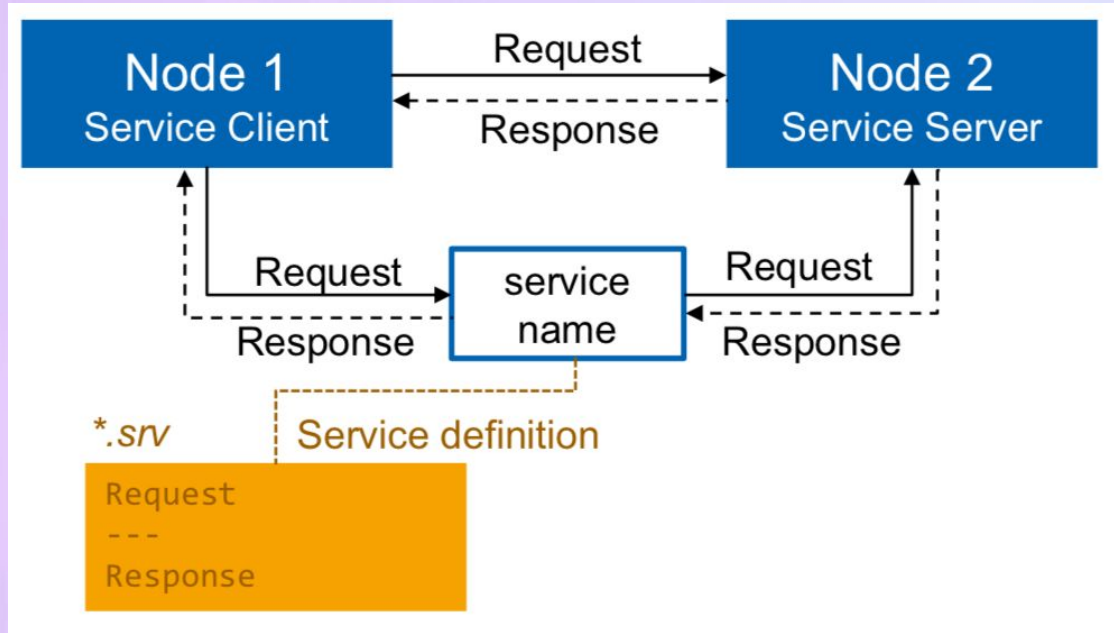 Node 1
Service Client
Request
Response
Node 2
Service Server
Request
Response
service
name
Request
Response
*.srv
Service definition
Request
---
Response